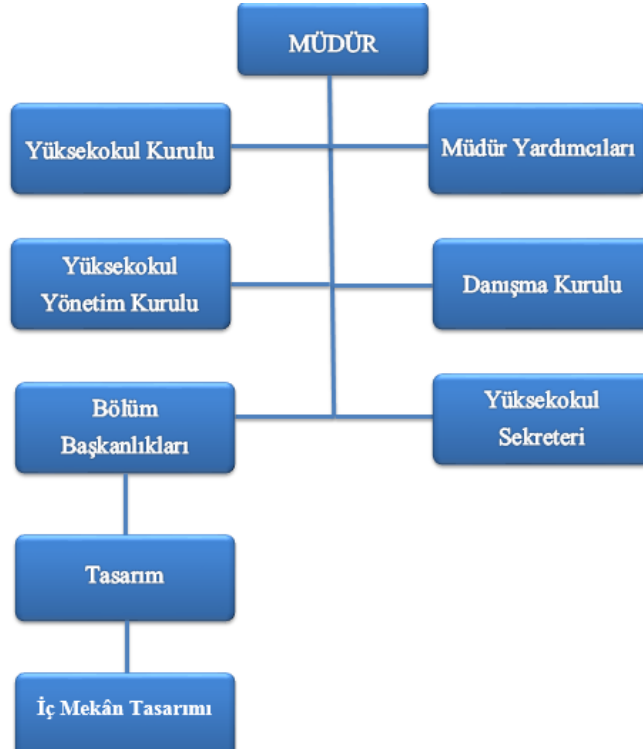 MÜDÜR
Yüksekokul Kurulu
Müdür Yardımcıları
Yüksekokul
Yönetim Kurulu
Danışma Kurulu
Bölüm
Başkanlıkları
Yüksekokul
Sekreteri
Tasarım
İç Mekân Tasarımı